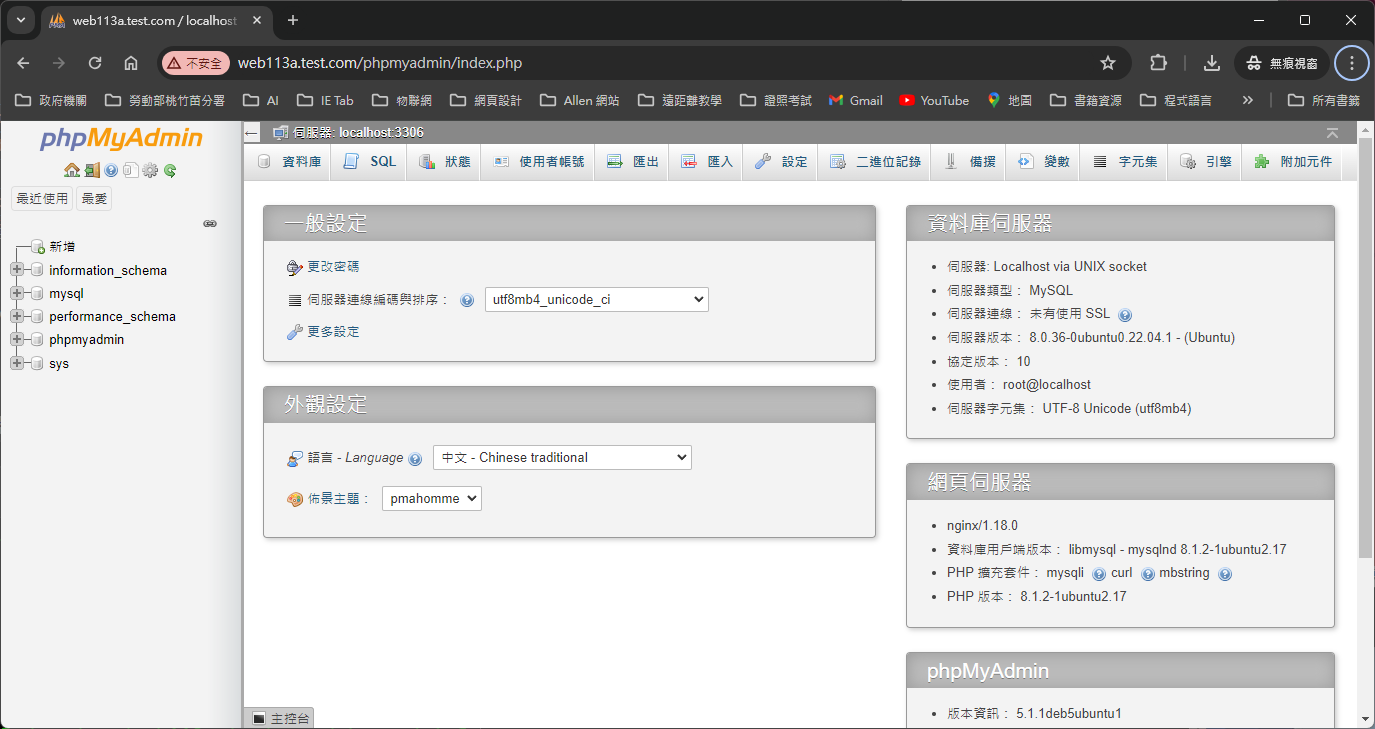 web113a.test.com / localhost
不安全
web113a.test.com/phpmyadmin/index.php
無痕視窗
政府機關
勞動部桃竹苗分署
AI
IE Tab
物聯網
網頁設計
Allen 網站
遠距離教學
證照考試
Gmail
YouTube
地圖
書籍資源
程式語言
所有書籤
phpMyAdmin
最近使用
最愛
新增
information_schema
mysql
performance_schema
phpmyadmin
sys
伺服器: localhost:3306
資料庫
SQL
狀態
使用者帳號
匯出
匯入
設定
二進位記錄
備援
變數
字元集
引擎
附加元件
一般設定
更改密碼
伺服器連線編碼與排序：
utf8mb4_unicode_ci
更多設定
外觀設定
語言 - Language
中文 - Chinese traditional
佈景主題：
pmahomme
資料庫伺服器
伺服器: Localhost via UNIX socket
伺服器類型： MySQL
伺服器連線： 未有使用 SSL
伺服器版本： 8.0.36-0ubuntu0.22.04.1 - (Ubuntu)
協定版本： 10
使用者： root@localhost
伺服器字元集： UTF-8 Unicode (utf8mb4)
網頁伺服器
nginx/1.18.0
資料庫用戶端版本： libmysql - mysqlnd 8.1.2-1ubuntu2.17
PHP 擴充套件： mysqli curl mbstring
PHP 版本： 8.1.2-1ubuntu2.17
phpMyAdmin
版本資訊： 5.1.1deb5ubuntu1
主控台